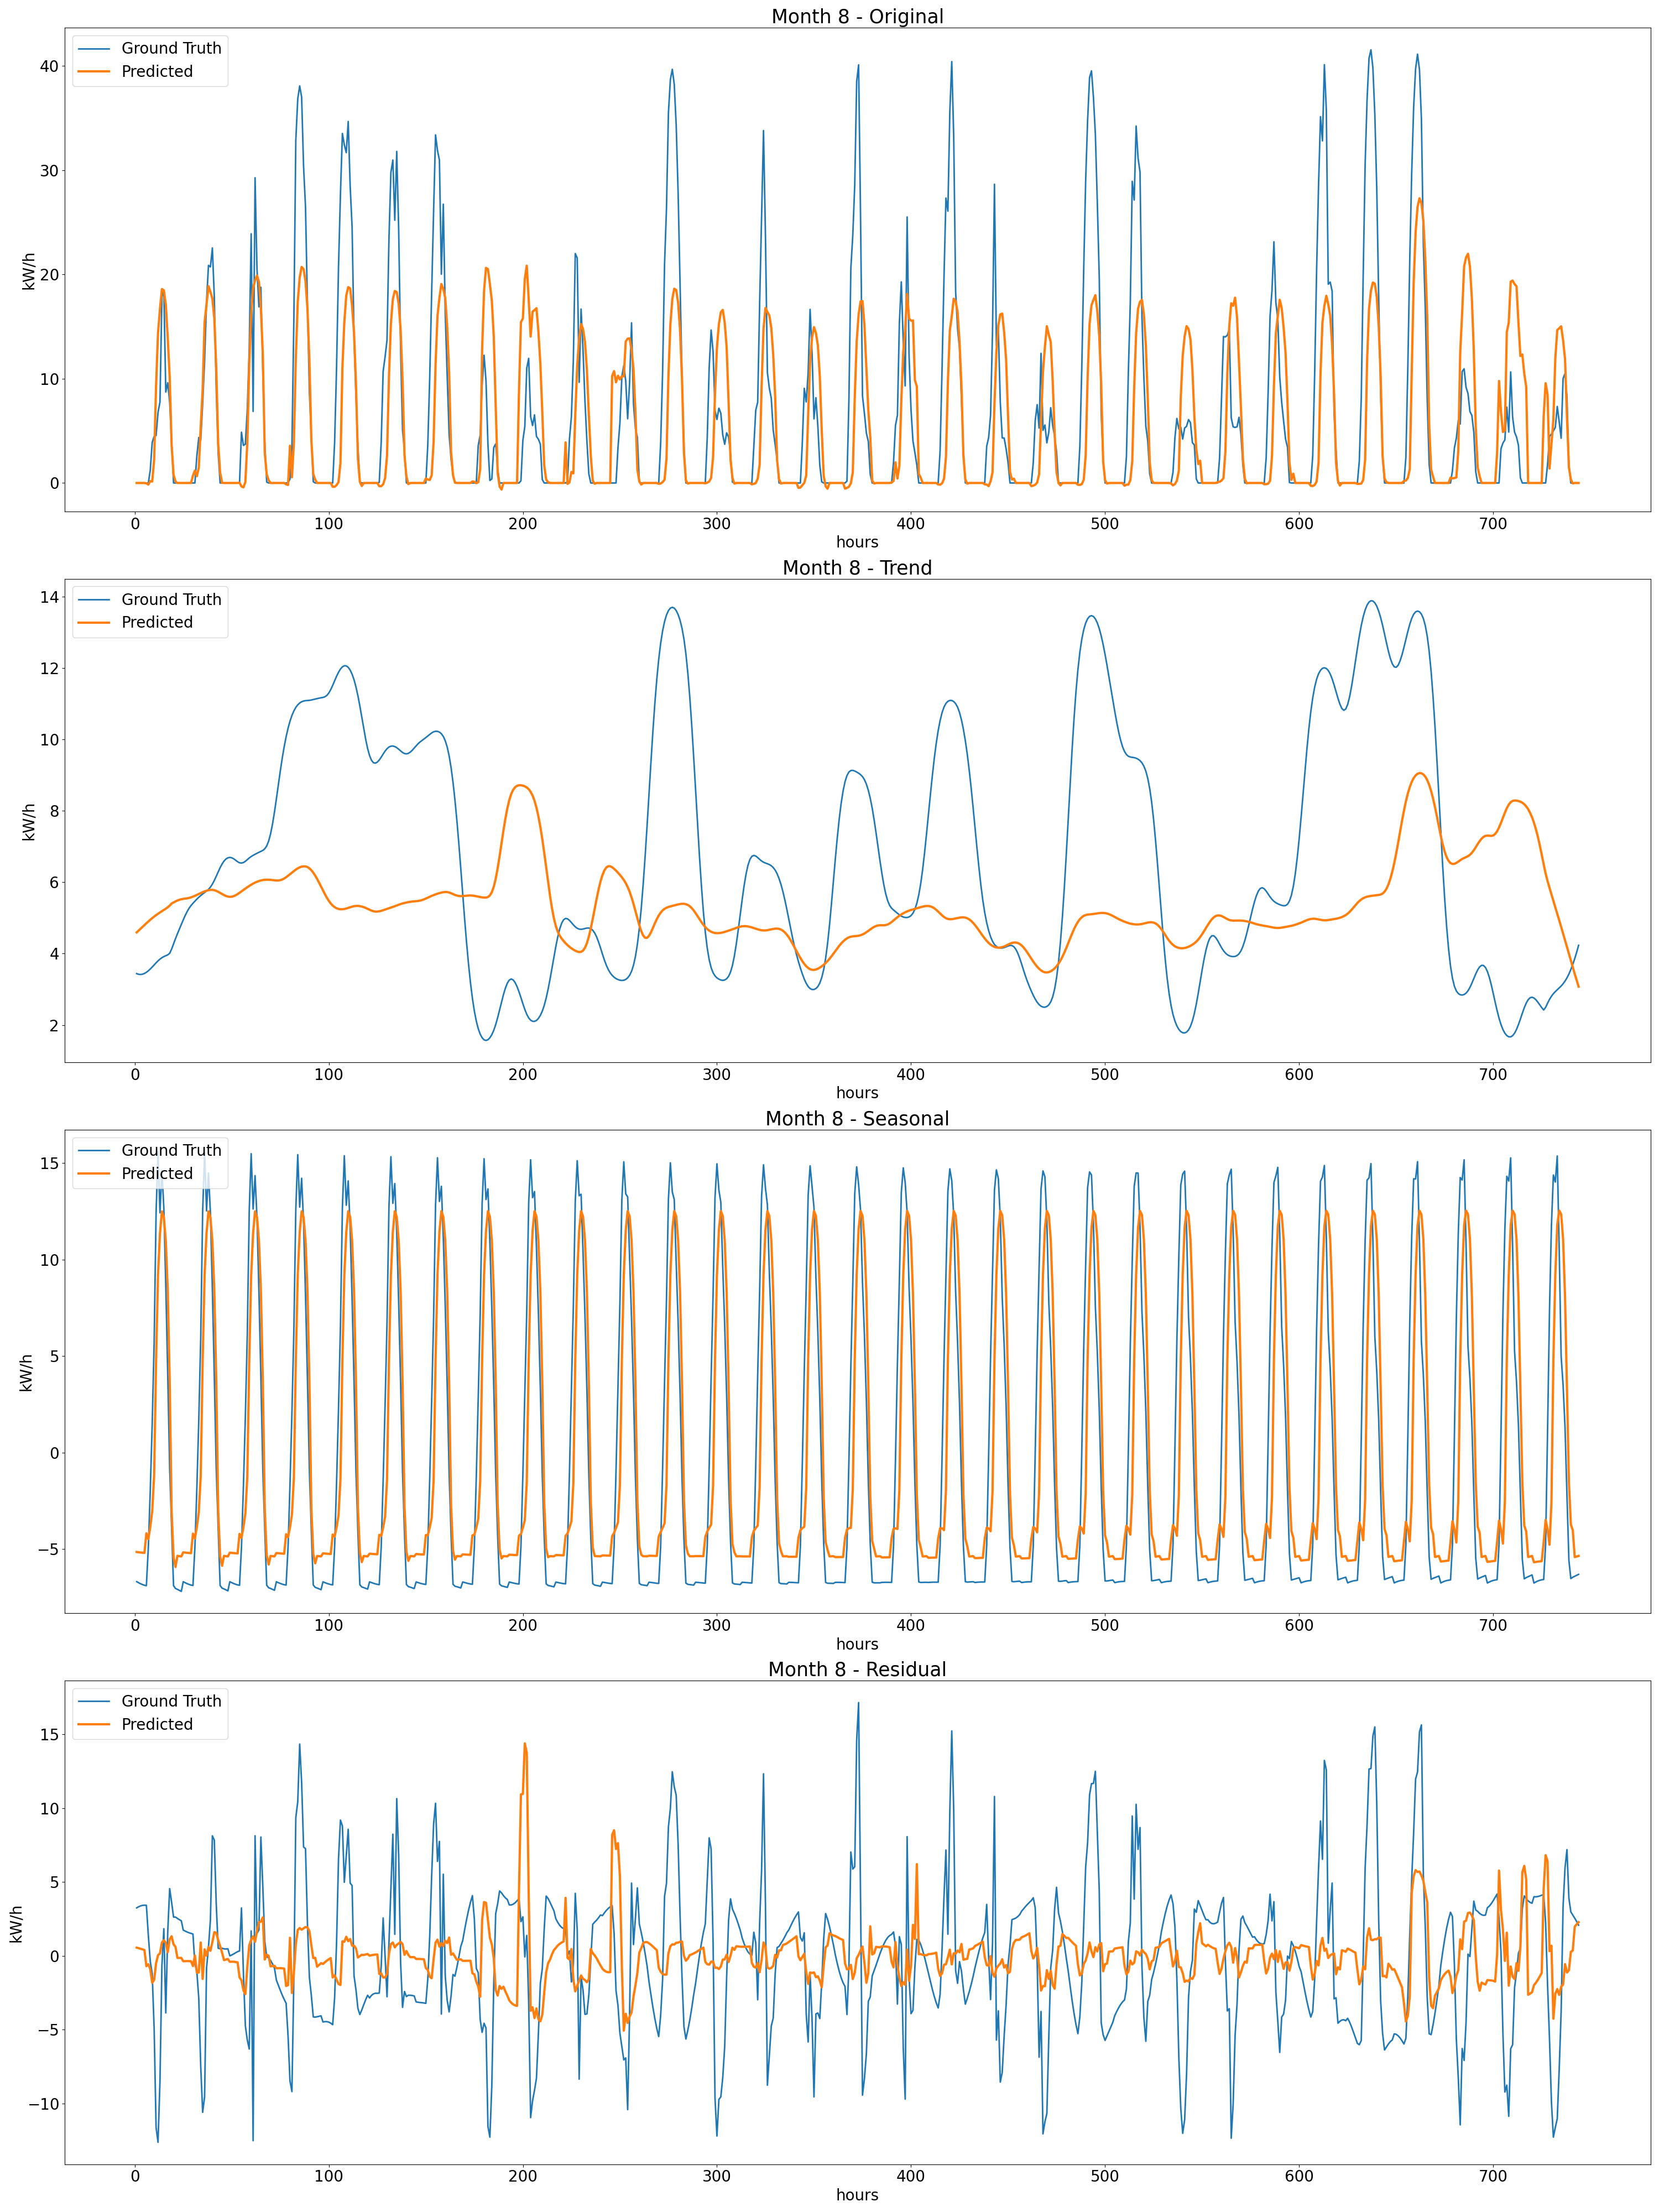 Month 8 - Original
Ground Truth
Predicted
40
30
20
10
0
kW/h
0 100 200 300 400 500 600 700
hours
Month 8 - Trend
Ground Truth
Predicted
14
12
10
8
6
4
2
kW/h
0 100 200 300 400 500 600 700
hours
Month 8 - Seasonal
Ground Truth
Predicted
15
10
5
0
−5
kW/h
0 100 200 300 400 500 600 700
hours
Month 8 - Residual
Ground Truth
Predicted
15
10
5
0
−5
−10
kW/h
0 100 200 300 400 500 600 700
hours